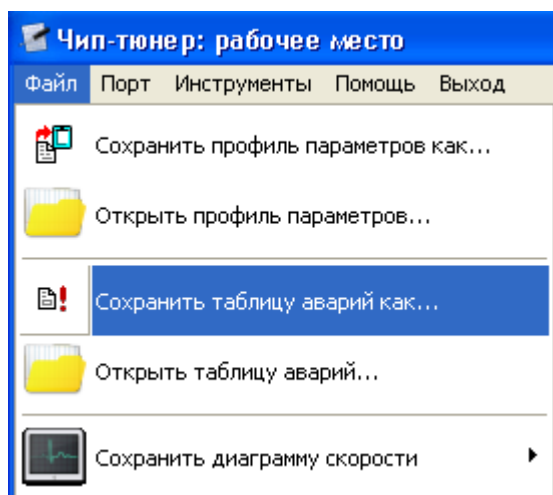 Чип-тюнер: рабочее место
Файл Порт Инструменты Помощь Выход
Сохранить профиль параметров как...
Открыть профиль параметров...
Сохранить таблицу аварий как...
Открыть таблицу аварий...
Сохранить диаграмму скорости